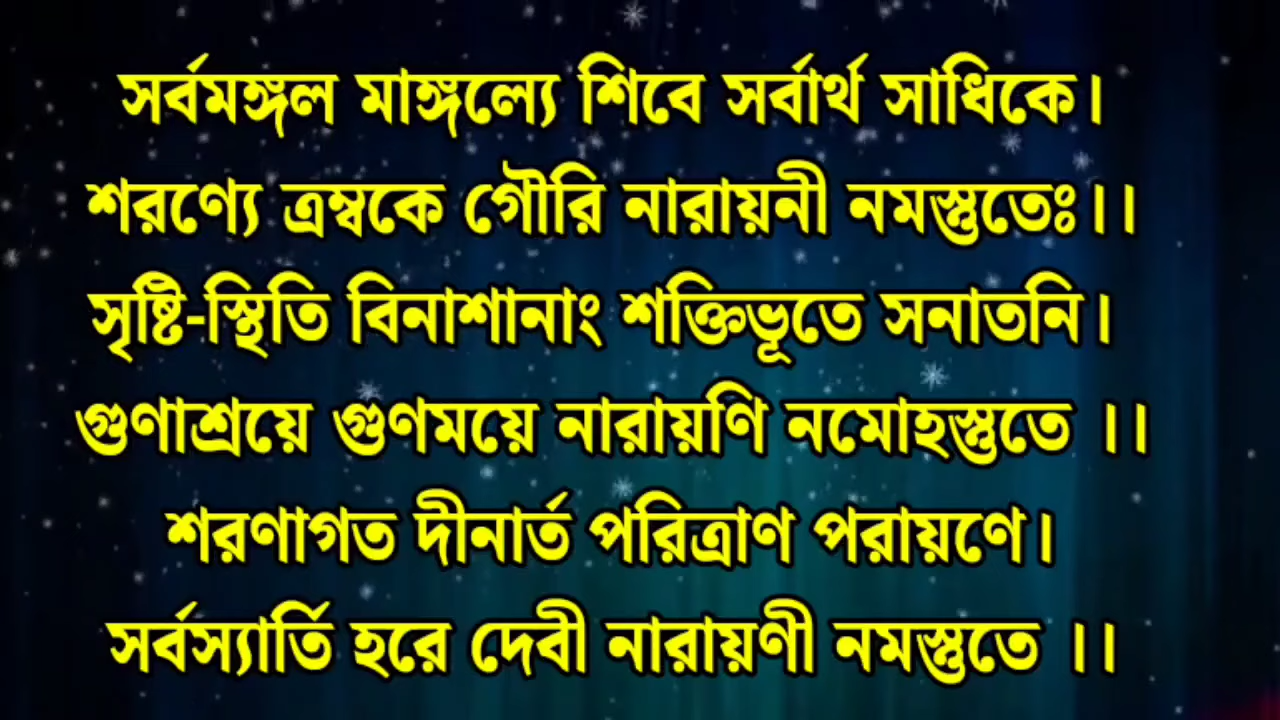 সর্বমঙ্গল মাঙ্গল্যে শিবে সর্বার্থ সাধিকে।
শরণ্যে ত্রম্বকে গৌরি নারায়নী নমস্তুতেঃ।।
সৃষ্টি-স্থিতি বিনাশানাং শক্তিভূতে সনাতনি।
গুণাশ্রয়ে গুণময়ে নারায়ণি নমোহস্তুতে ।।
শরণাগত দীনার্ত পরিত্রাণ পরায়ণে।
সর্বস্যার্তি হরে দেবী নারায়ণী নমস্তুতে ।।